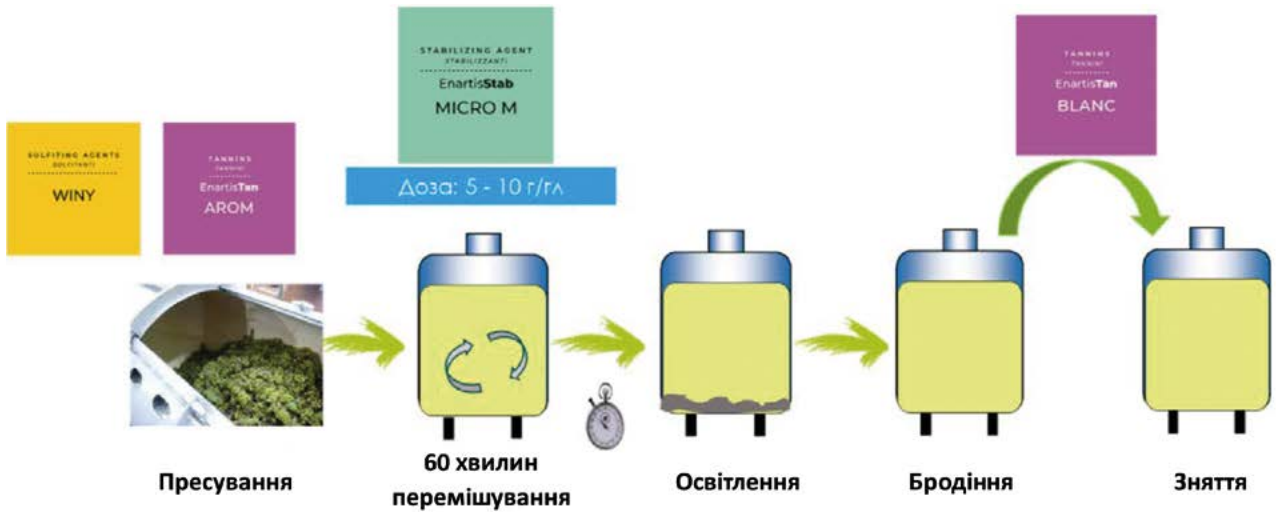 STABILIZING AGENT
STABILIZZANTI
EnartisStab
MICRO M
TANNINS
TANNINI
EnartisTan
BLANC
SOLFITING AGENTS
SOLFITANTI
WINY
TANNINS
TANNINI
EnartisTan
AROM
Доза: 5 - 10 г/гл
Пресування
60 хвилин
перемішування
Освітлення
Бродіння
Зняття